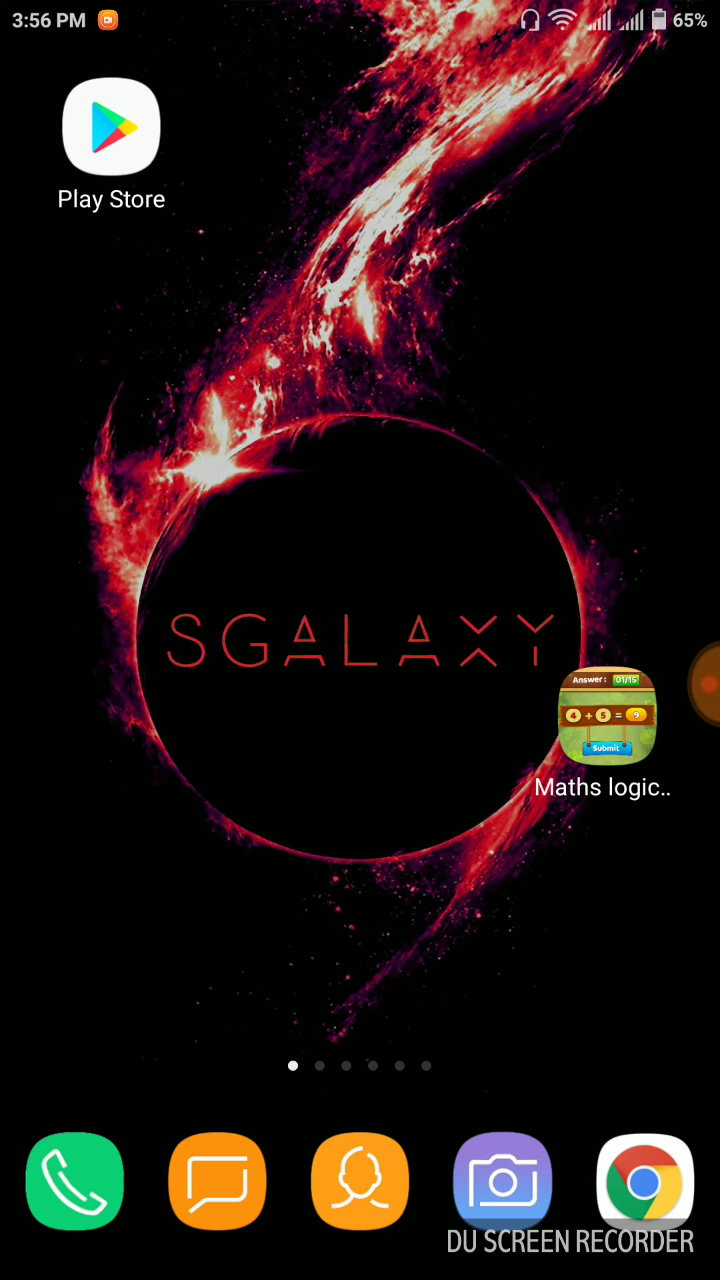 3:56 PM
65%
Play Store
SGALAXY
Answer: 01/15
4 + 5 = 9
Submit
Maths logic..
DU SCREEN RECORDER